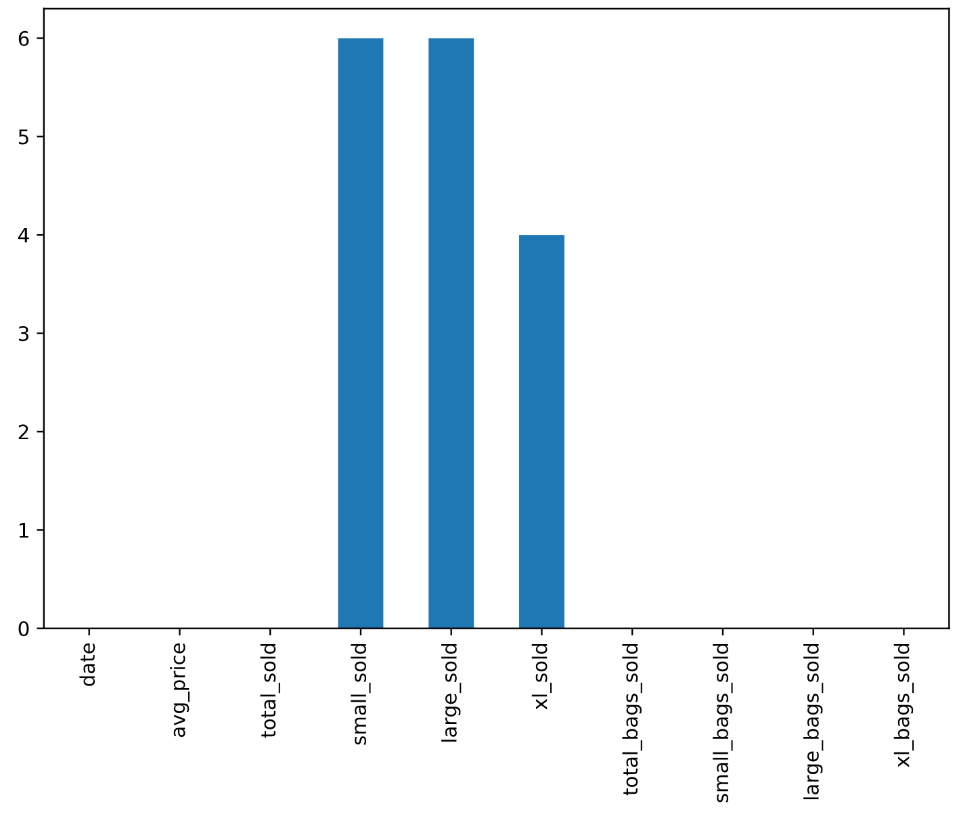 6
5
4
3
2
1
0
date
avg_price
total_sold
small_sold
large_sold
xl_sold
total_bags_sold
small_bags_sold
large_bags_sold
xl_bags_sold